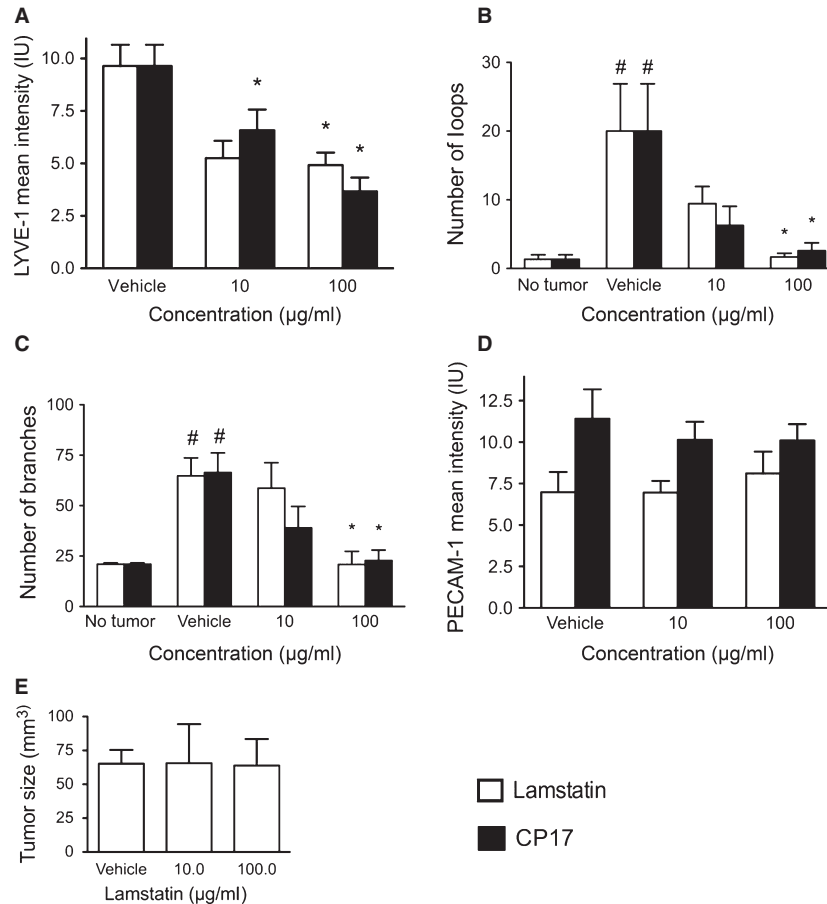 A
LYVE-1 mean intensity (IU)
10.0
7.5
5.0
2.5
0.0
*
*
*
Vehicle 10 100
Concentration (µg/ml)
B
Number of loops
30
20
10
0
# #
* *
No tumor Vehicle 10 100
Concentration (µg/ml)
C
Number of branches
100
75
50
25
0
# #
* *
No tumor Vehicle 10 100
Concentration (µg/ml)
D
PECAM-1 mean intensity (IU)
12.5
10.0
7.5
5.0
2.5
0.0
Vehicle 10 100
Concentration (µg/ml)
E
Tumor size (mm³)
100
75
50
25
0
Vehicle 10.0 100.0
Lamstatin (µg/ml)
Lamstatin
CP17